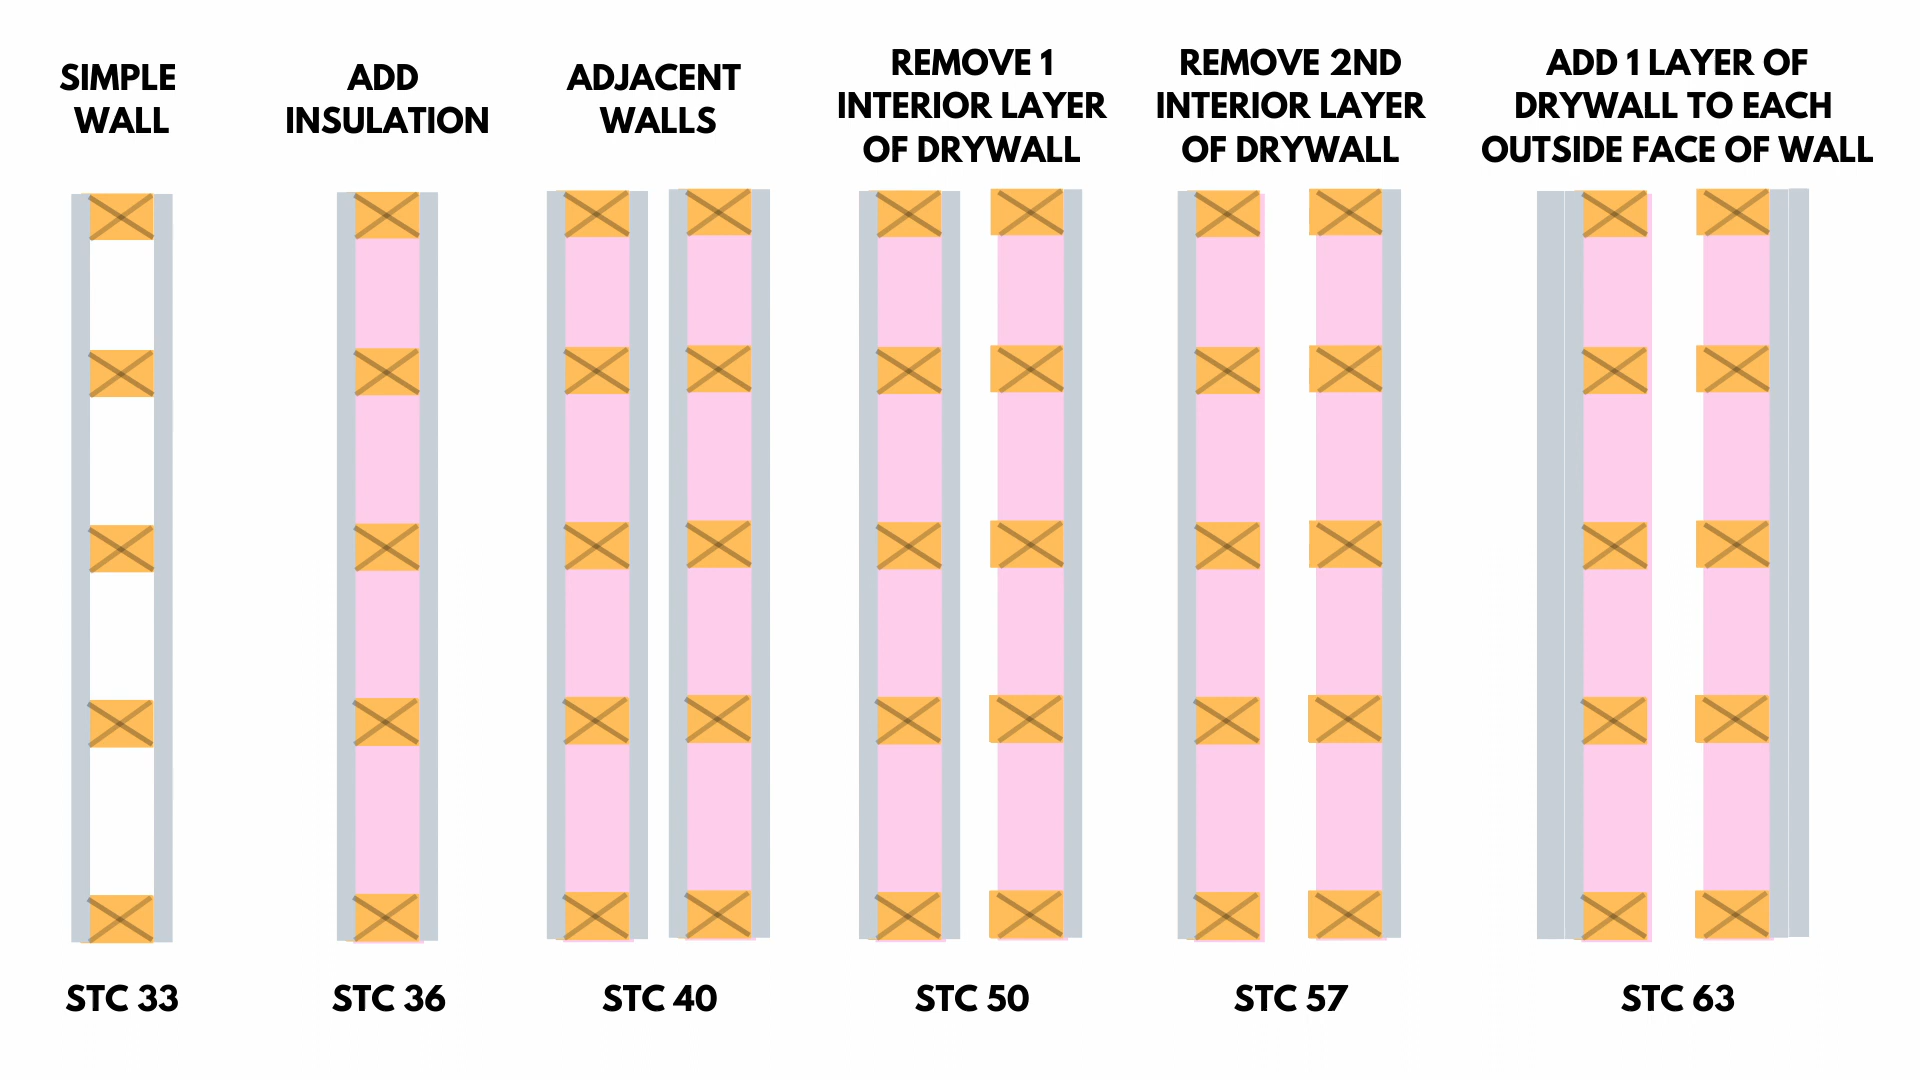 SIMPLE
WALL
ADD
INSULATION
ADJACENT
WALLS
REMOVE 1
INTERIOR LAYER
OF DRYWALL
REMOVE 2ND
INTERIOR LAYER
OF DRYWALL
ADD 1 LAYER OF
DRYWALL TO EACH
OUTSIDE FACE OF WALL
STC 33
STC 36
STC 40
STC 50
STC 57
STC 63